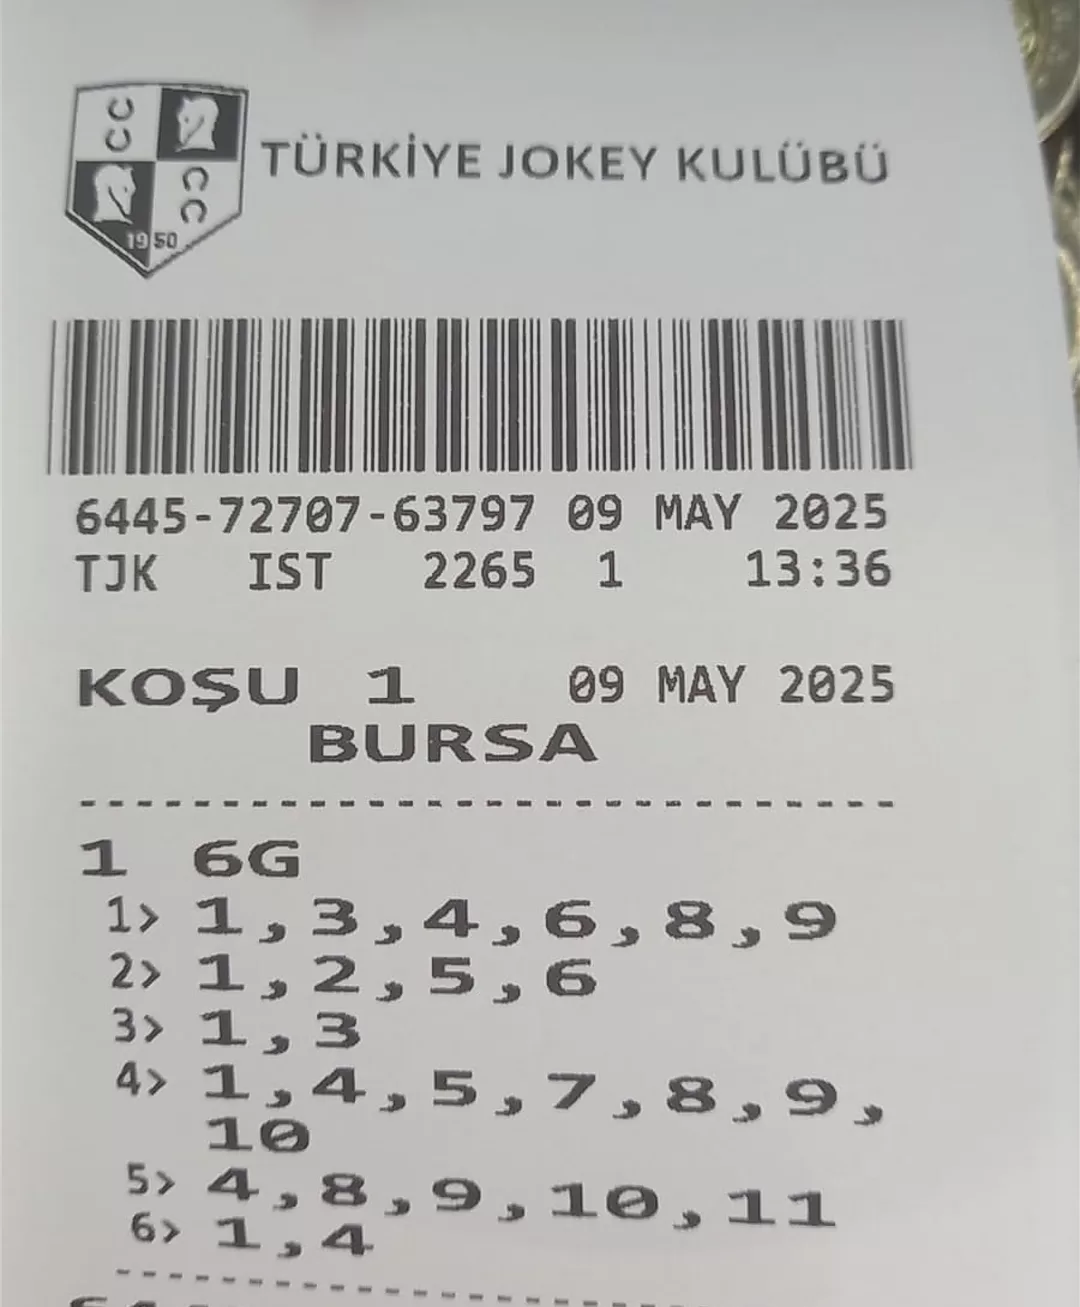 TÜRKİYE JOKEY KULÜBÜ
1950
6445-72707-63797 09 MAY 2025
TJK IST 2265 1 13:36
KOŞU 1 09 MAY 2025
BURSA
1 6G
1> 1,3,4,6,8,9
2> 1,2,5,6
3> 1,3
4> 1,4,5,7,8,9,
10
5> 4,8,9,10,11
6> 1,4